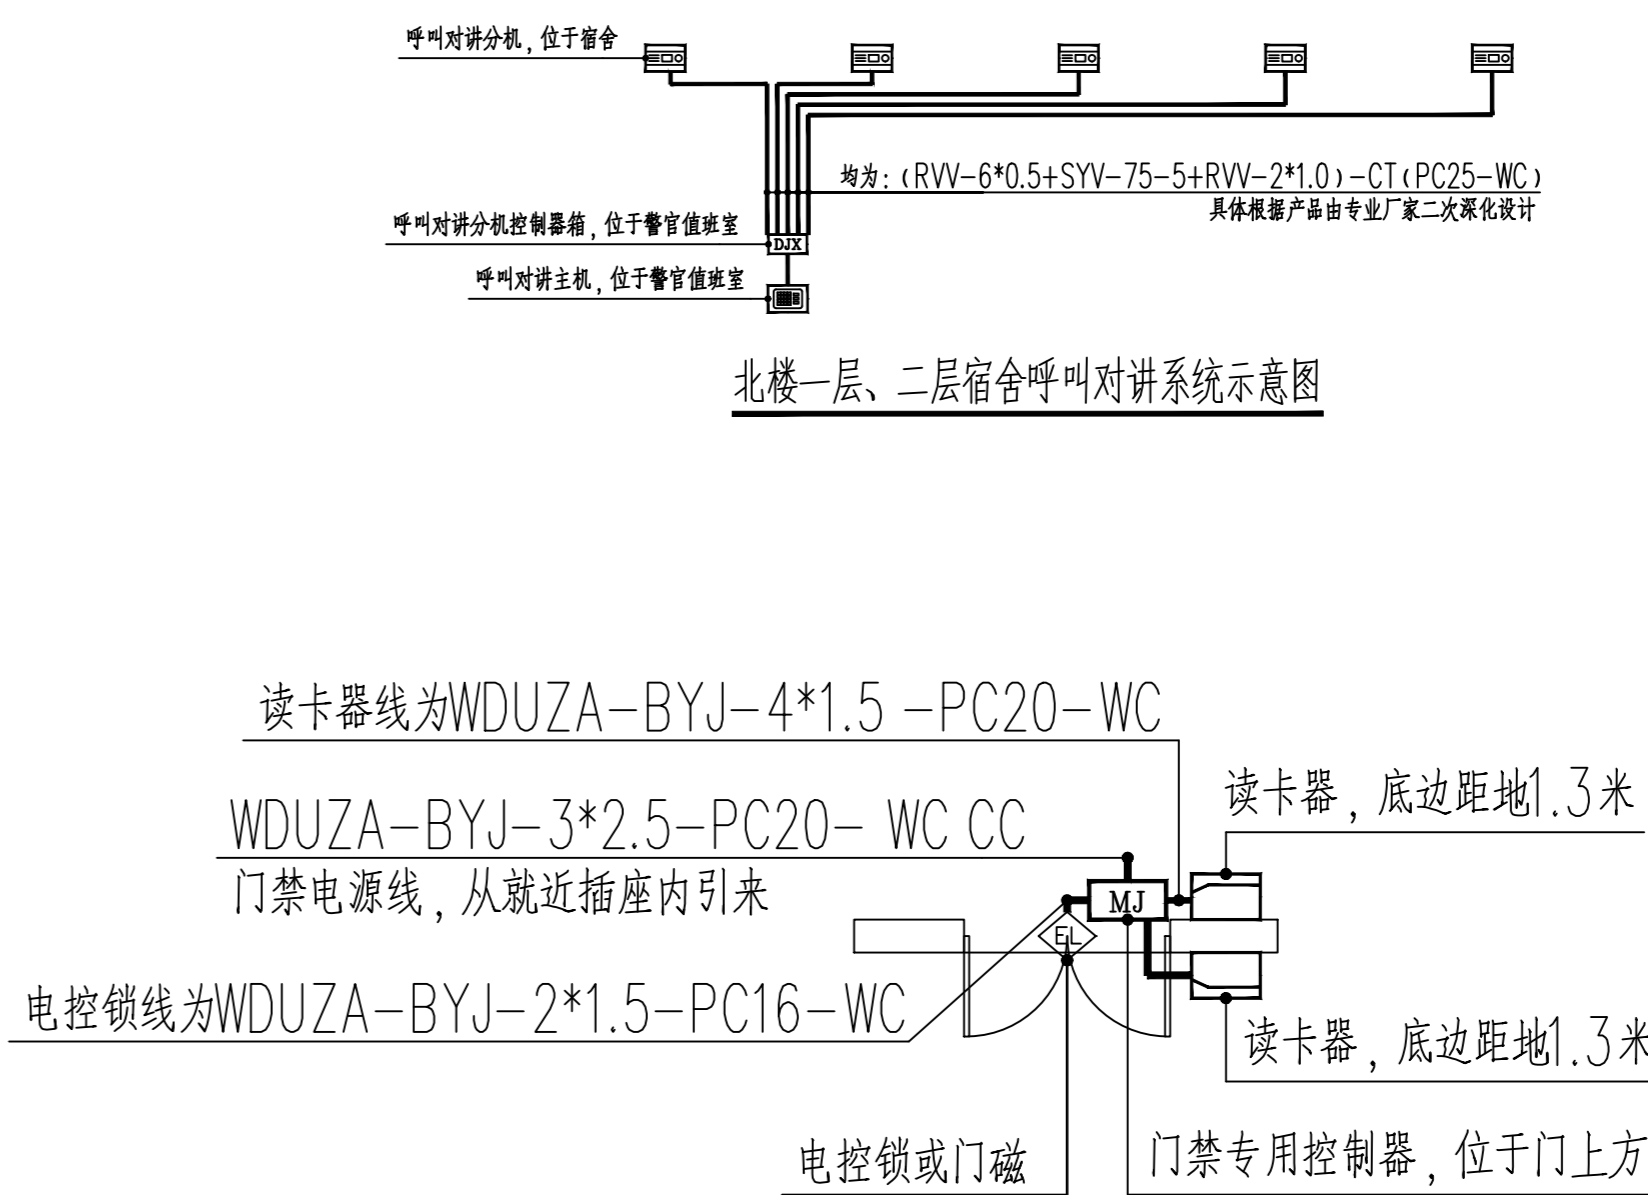 呼叫对讲分机，位于宿舍
均为：(RVV-6*0.5+SYV-75-5+RVV-2*1.0)-CT(PC25-WC)
具体根据产品由专业厂家二次深化设计
呼叫对讲分机控制器箱，位于警官值班室
DJX
呼叫对讲主机，位于警官值班室
北楼一层、二层宿舍呼叫对讲系统示意图
读卡器线为WDUZA-BYJ-4*1.5 -PC20-WC
读卡器，底边距地1.3米
WDUZA-BYJ-3*2.5-PC20- WC CC
门禁电源线，从就近插座内引来
MJ
EL
电控锁线为WDUZA-BYJ-2*1.5-PC16-WC
读卡器，底边距地1.3米
电控锁或门磁
门禁专用控制器，位于门上方